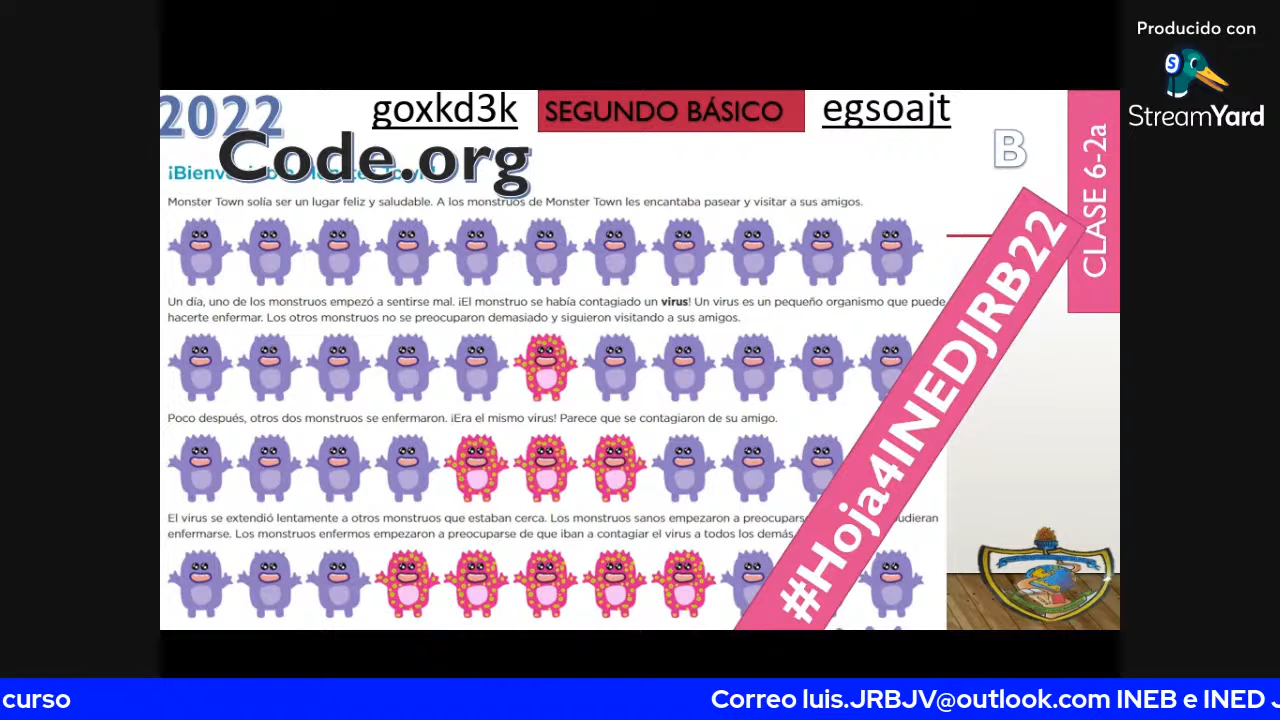 Producido con
StreamYard
2022
goxkd3k
SEGUNDO BÁSICO
egsoajt
Code.org
B
CLASE 6-2a
Monster Town solía ser un lugar feliz y saludable. A los monstruos de Monster Town les encantaba pasear y visitar a sus amigos.
Un día, uno de los monstruos empezó a sentirse mal. ¡El monstruo se había contagiado un virus! Un virus es un pequeño organismo que puede
hacerte enfermar. Los otros monstruos no se preocuparon demasiado y siguieron visitando a sus amigos.
Poco después, otros dos monstruos se enfermaron. ¡Era el mismo virus! Parece que se contagiaron de su amigo.
El virus se extendió lentamente a otros monstruos que estaban cerca. Los monstruos sanos empezaron a
enfermarse. Los monstruos enfermos empezaron a preocuparse de que iban a contagiar el virus a todos los demás
#Hoja4INEDJRB22
curso
Correo luis.JRBJV@outlook.com INEB e INED